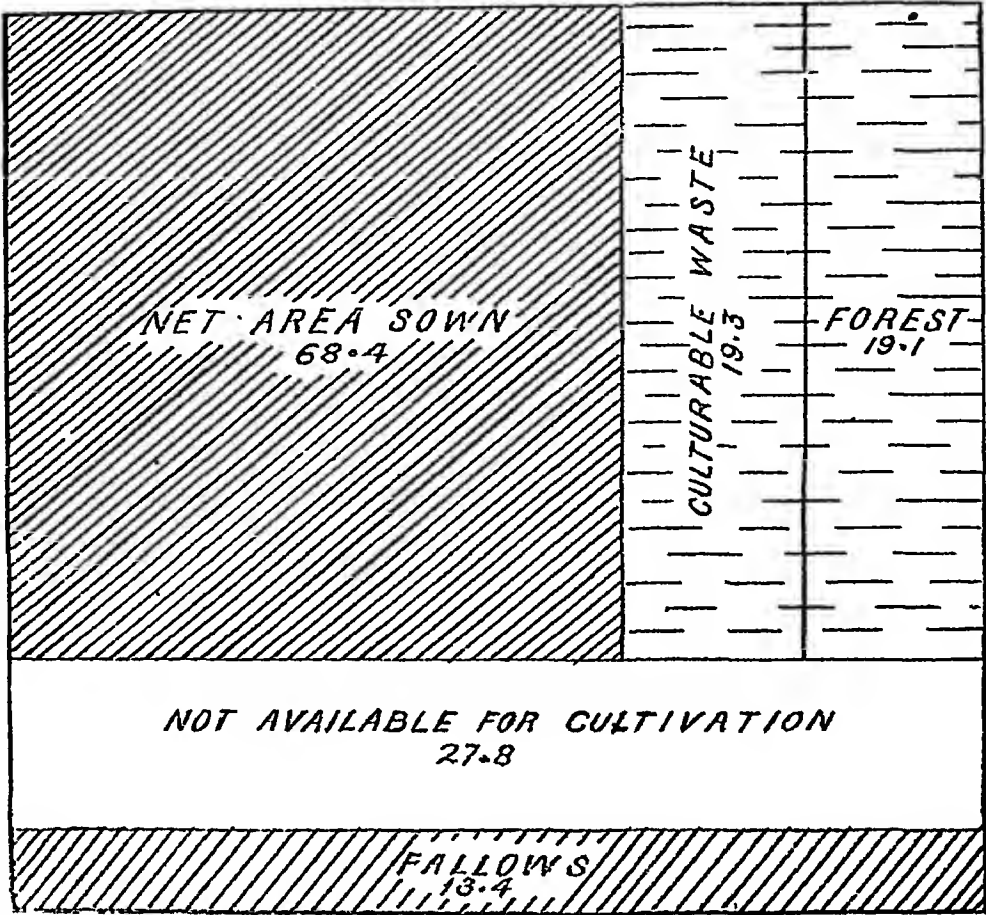 NET AREA SOWN
68.4
CULTURABLE WASTE
19.3
FOREST
19.1
NOT AVAILABLE FOR CULTIVATION
27.8
FALLOWS
13.4